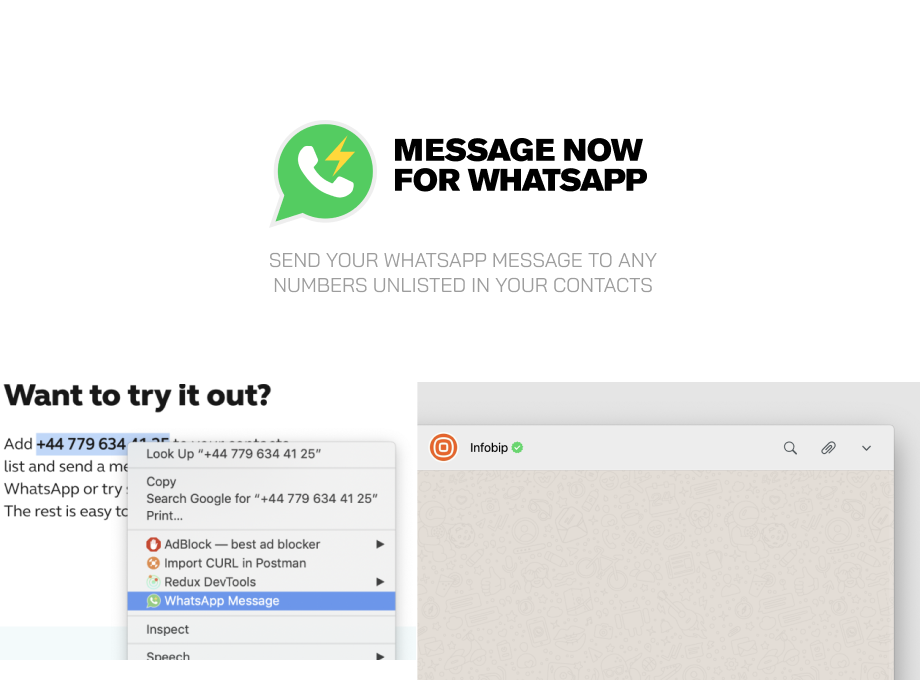 MESSAGE NOW
FOR WHATSAPP
SEND YOUR WHATSAPP MESSAGE TO ANY
NUMBERS UNLISTED IN YOUR CONTACTS
Want to try it out?
Add +44 779 634 41 25 to your contacts
list and send a me
WhatsApp or try
The rest is easy to
Look Up “+44 779 634 41 25”
Copy
Search Google for “+44 779 634 41 25”
Print...
AdBlock — best ad blocker
Import CURL in Postman
Redux DevTools
WhatsApp Message
Inspect
Speech
Infobip